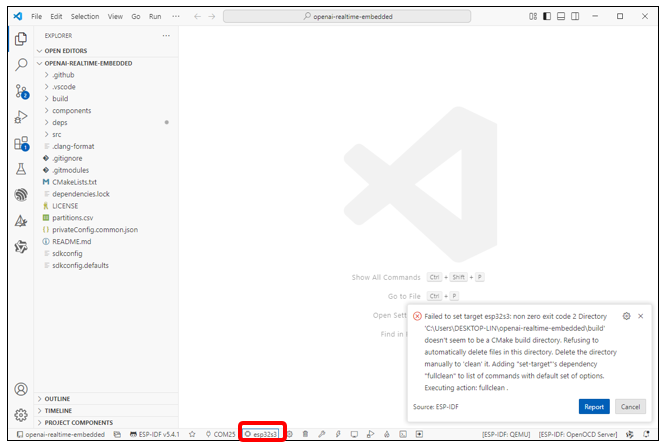 File Edit Selection View Go Run ···
openai-realtime-embedded
EXPLORER ···
OPEN EDITORS
OPENAI-REALTIME-EMBEDDED
.github
.vscode
build
components
deps
src
.clang-format
.gitignore
.gitmodules
CMakeLists.txt
dependencies.lock
LICENSE
partitions.csv
privateConfig.common.json
README.md
sdkconfig
sdkconfig.defaults
OUTLINE
TIMELINE
PROJECT COMPONENTS
2
1
Show All Commands Ctrl + Shift + P
Go to File Ctrl + P
Open Sett
Find in F
Failed to set target esp32s3: non zero exit code 2 Directory
'C:\Users\DESKTOP-LIN\openai-realtime-embedded\build'
doesn't seem to be a CMake build directory. Refusing to
automatically delete files in this directory. Delete the directory
manually to 'clean' it. Adding "set-target"'s dependency
"fullclean" to list of commands with default set of options.
Executing action: fullclean .
Source: ESP-IDF
Report Cancel
openai-realtime-embedded ESP-IDF v5.4.1 COM25 esp32s3 [ESP-IDF: QEMU] [ESP-IDF: OpenOCD Server]